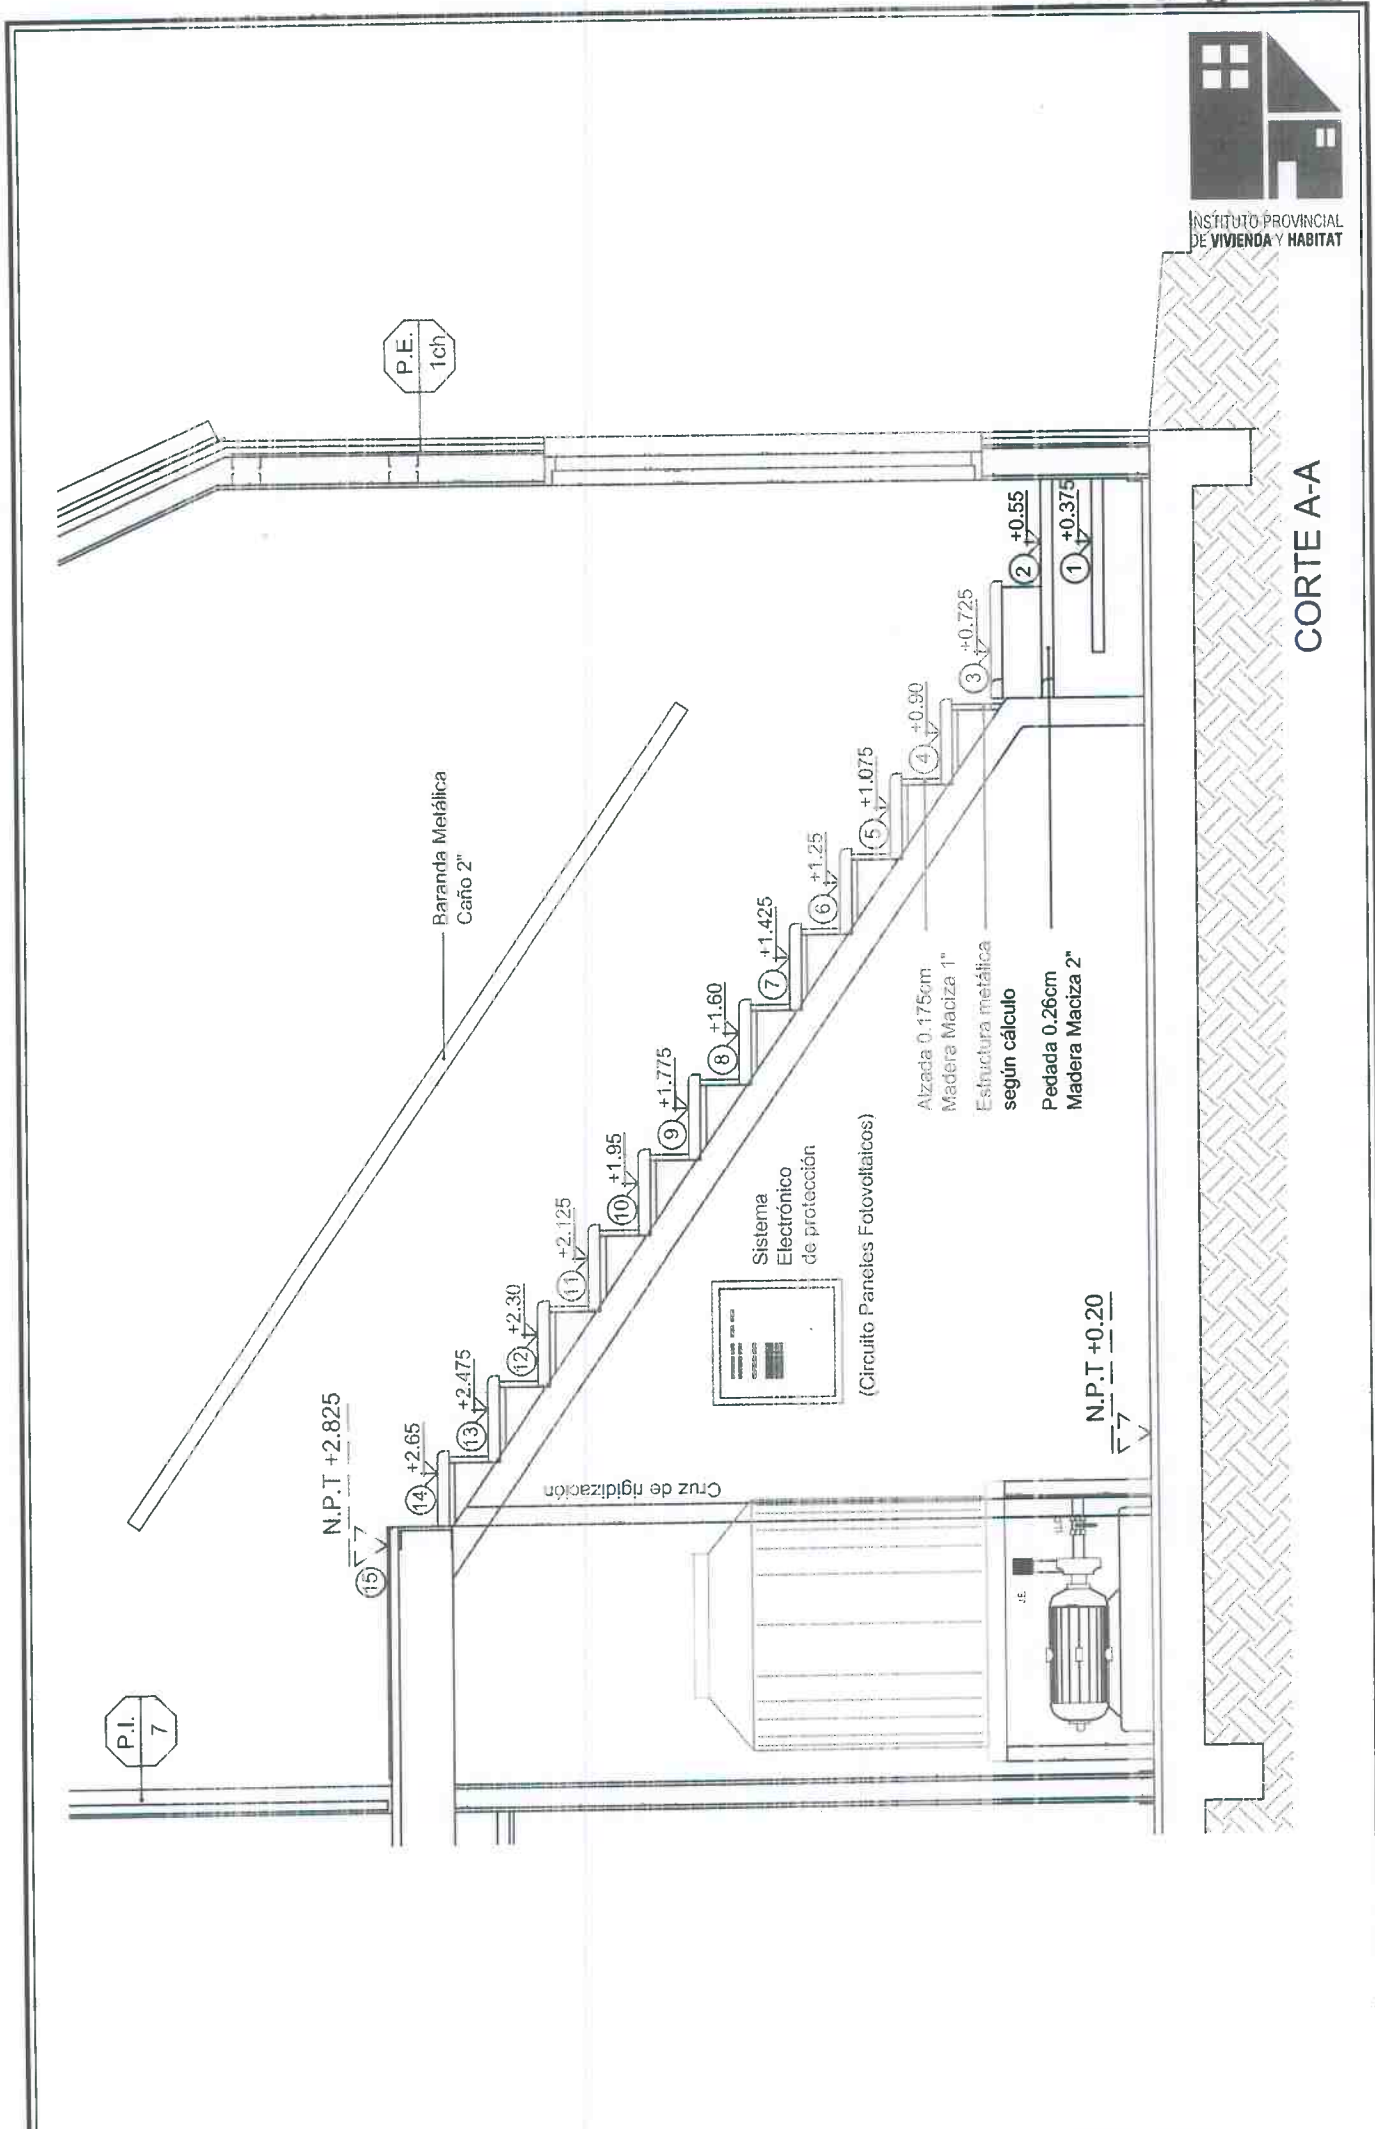 INSTITUTO PROVINCIAL
DE VIVIENDA Y HABITAT
P.I.
7
P.E.
1ch
Baranda Metálica
Caño 2"
N.P.T +2.825
15
14
+2.65
13
+2.475
12
+2.30
11
+2.125
10
+1.95
9
+1.775
8
+1.60
7
+1.425
6
+1.25
5
+1.075
4
+0.90
3
+0.725
2
+0.55
1
+0.375
Cruz de rigidización
Sistema
Electrónico
de protección
(Circuito Paneles Fotovoltaicos)
Alzada 0.175cm
Madera Maciza 1"
Estructura metálica
según cálculo
Pedada 0.26cm
Madera Maciza 2"
N.P.T +0.20
CORTE A-A